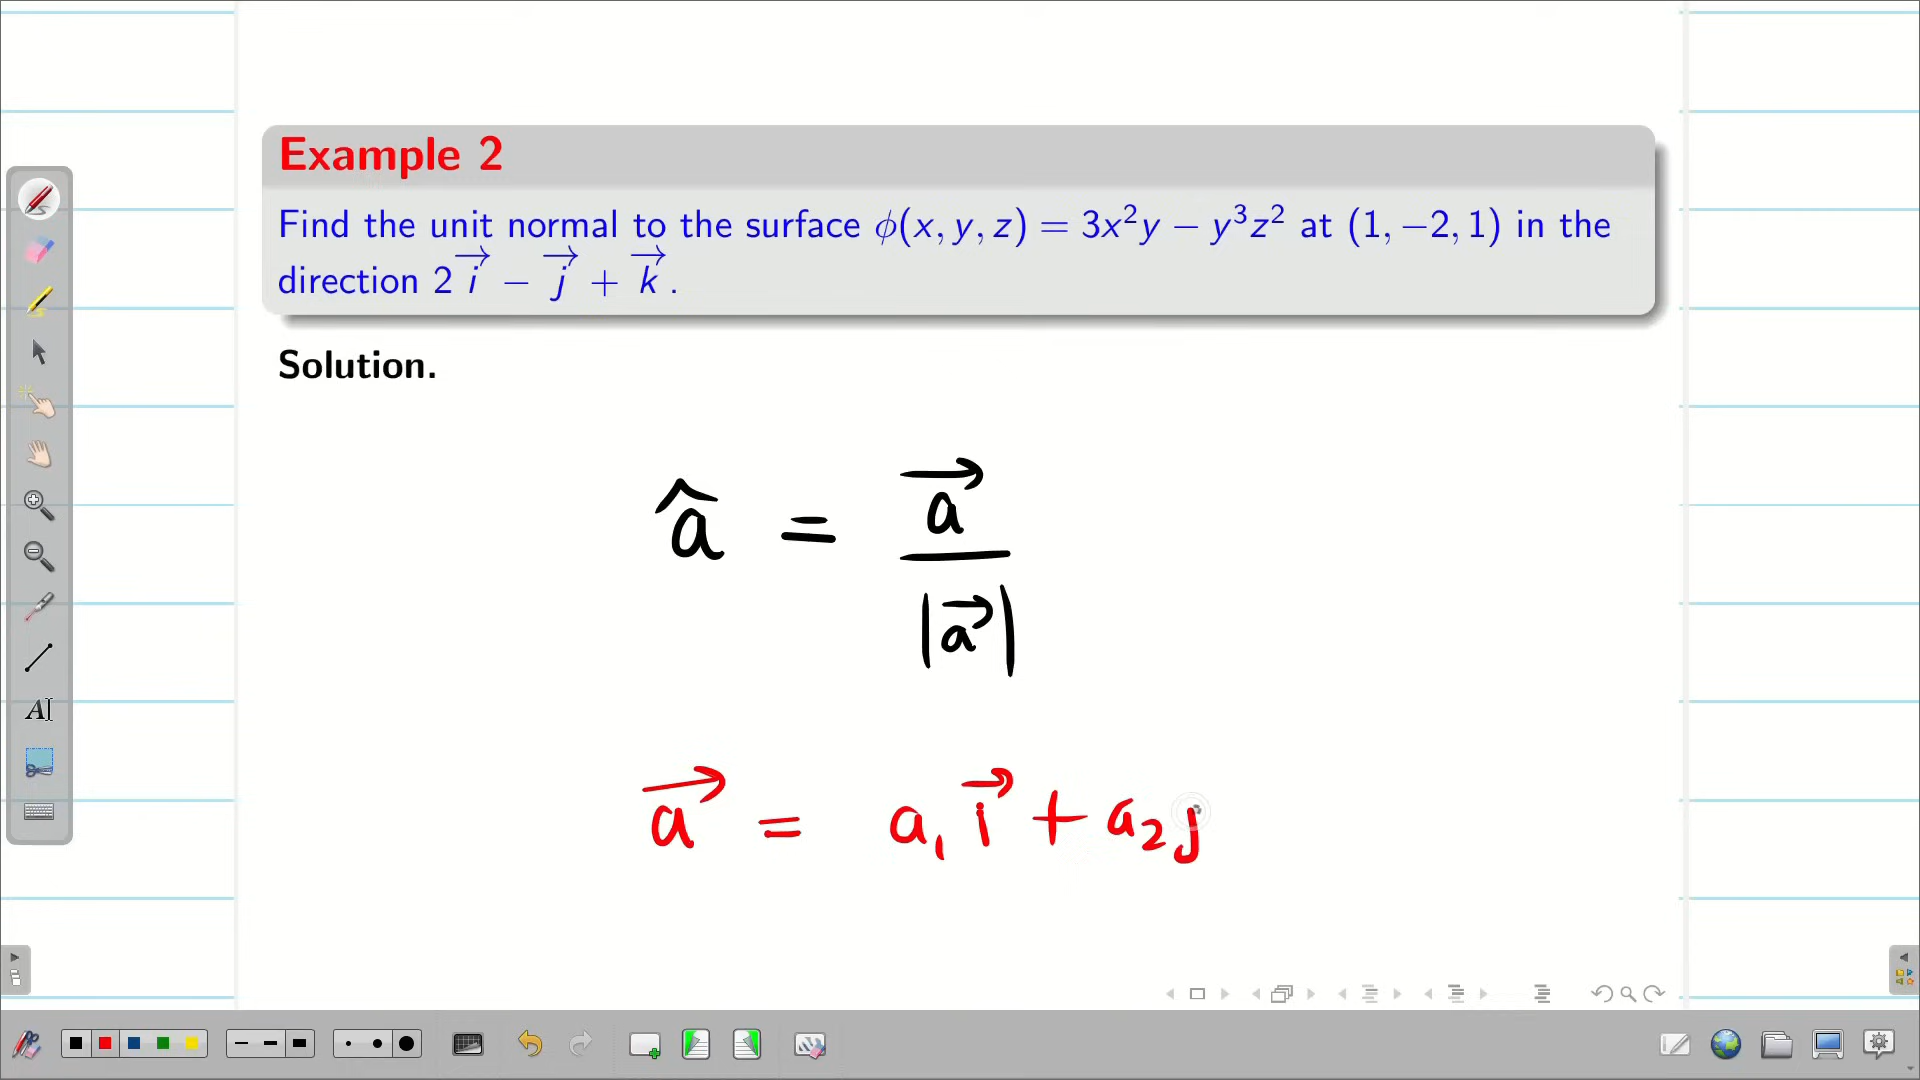 Example 2
Find the unit normal to the surface ϕ(x, y, z) = 3x²y − y³z² at (1, −2, 1) in the
direction 2 i⃗ − j⃗ + k⃗ .
Solution.
â = a⃗ / |a⃗|
a⃗ = a₁ i⃗ + a₂ j